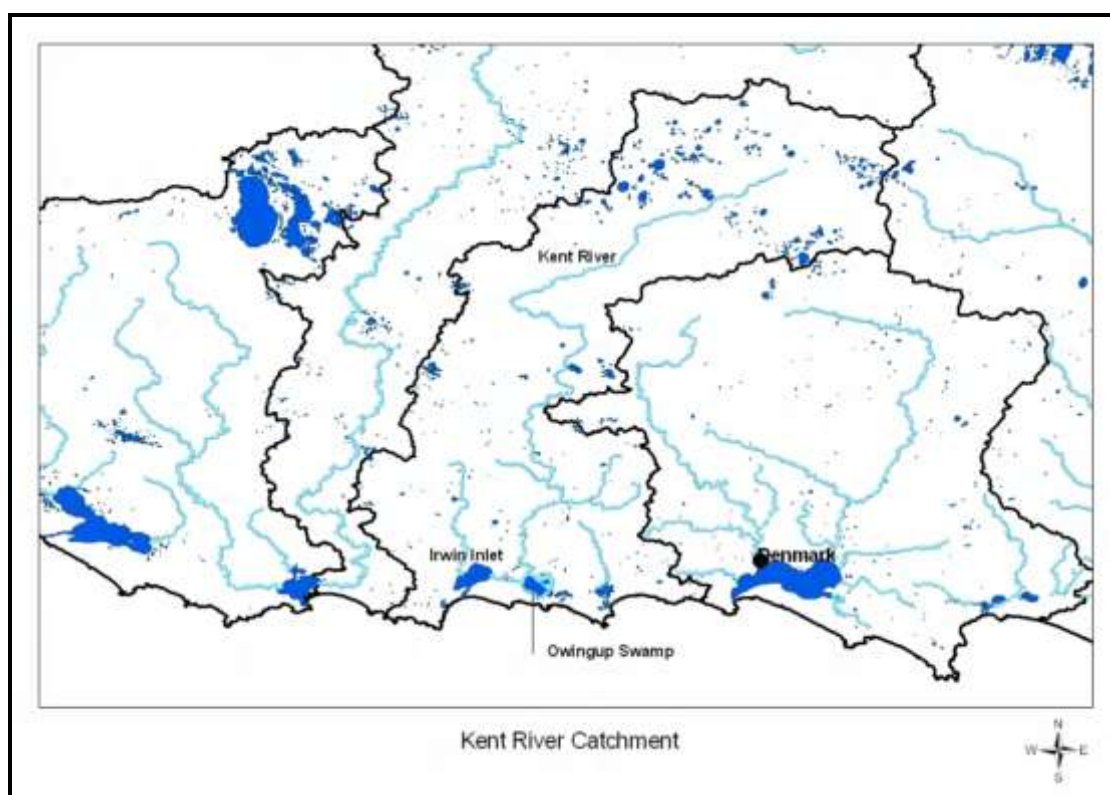 Kent River
Irwin Inlet
Denmark
Owingup Swamp
Kent River Catchment
N
W E
S